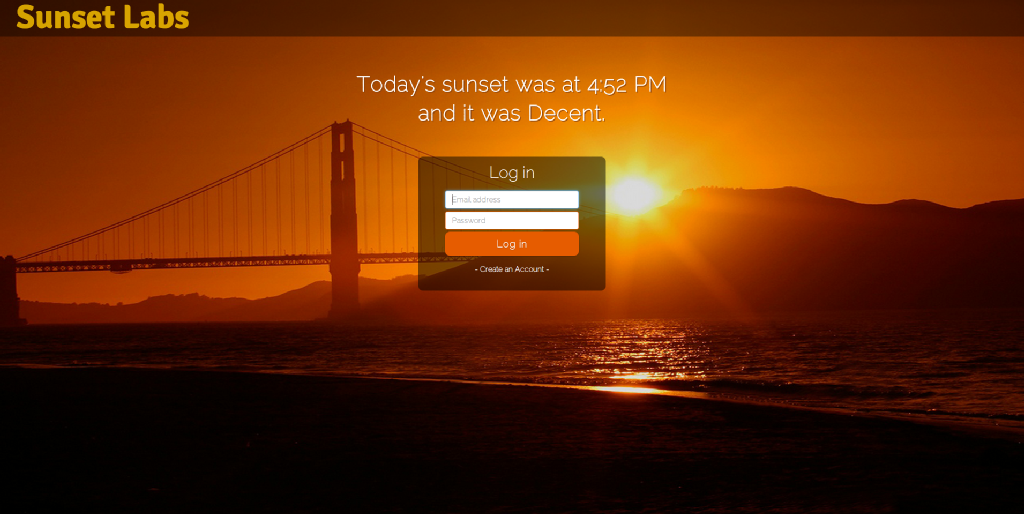 Sunset Labs
Today's sunset was at 4:52 PM
and it was Decent.
Log in
Email address
Password
Log in
- Create an Account -